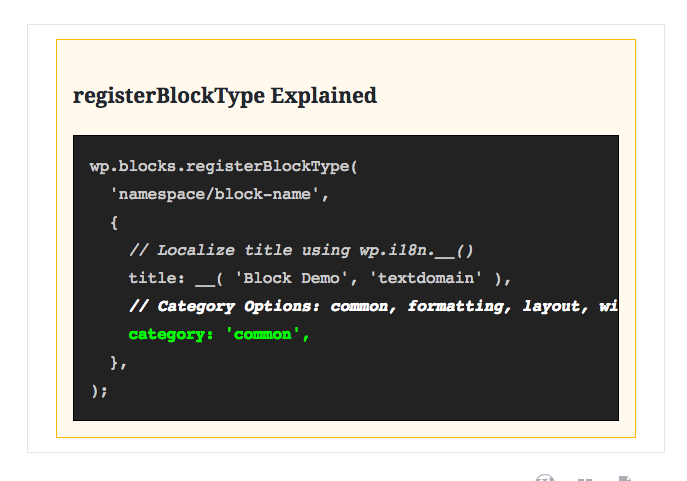 registerBlockType Explained
wp.blocks.registerBlockType(
'namespace/block-name',
{
// Localize title using wp.i18n.__()
title: __( 'Block Demo', 'textdomain' ),
// Category Options: common, formatting, layout, wi
category: 'common',
},
);